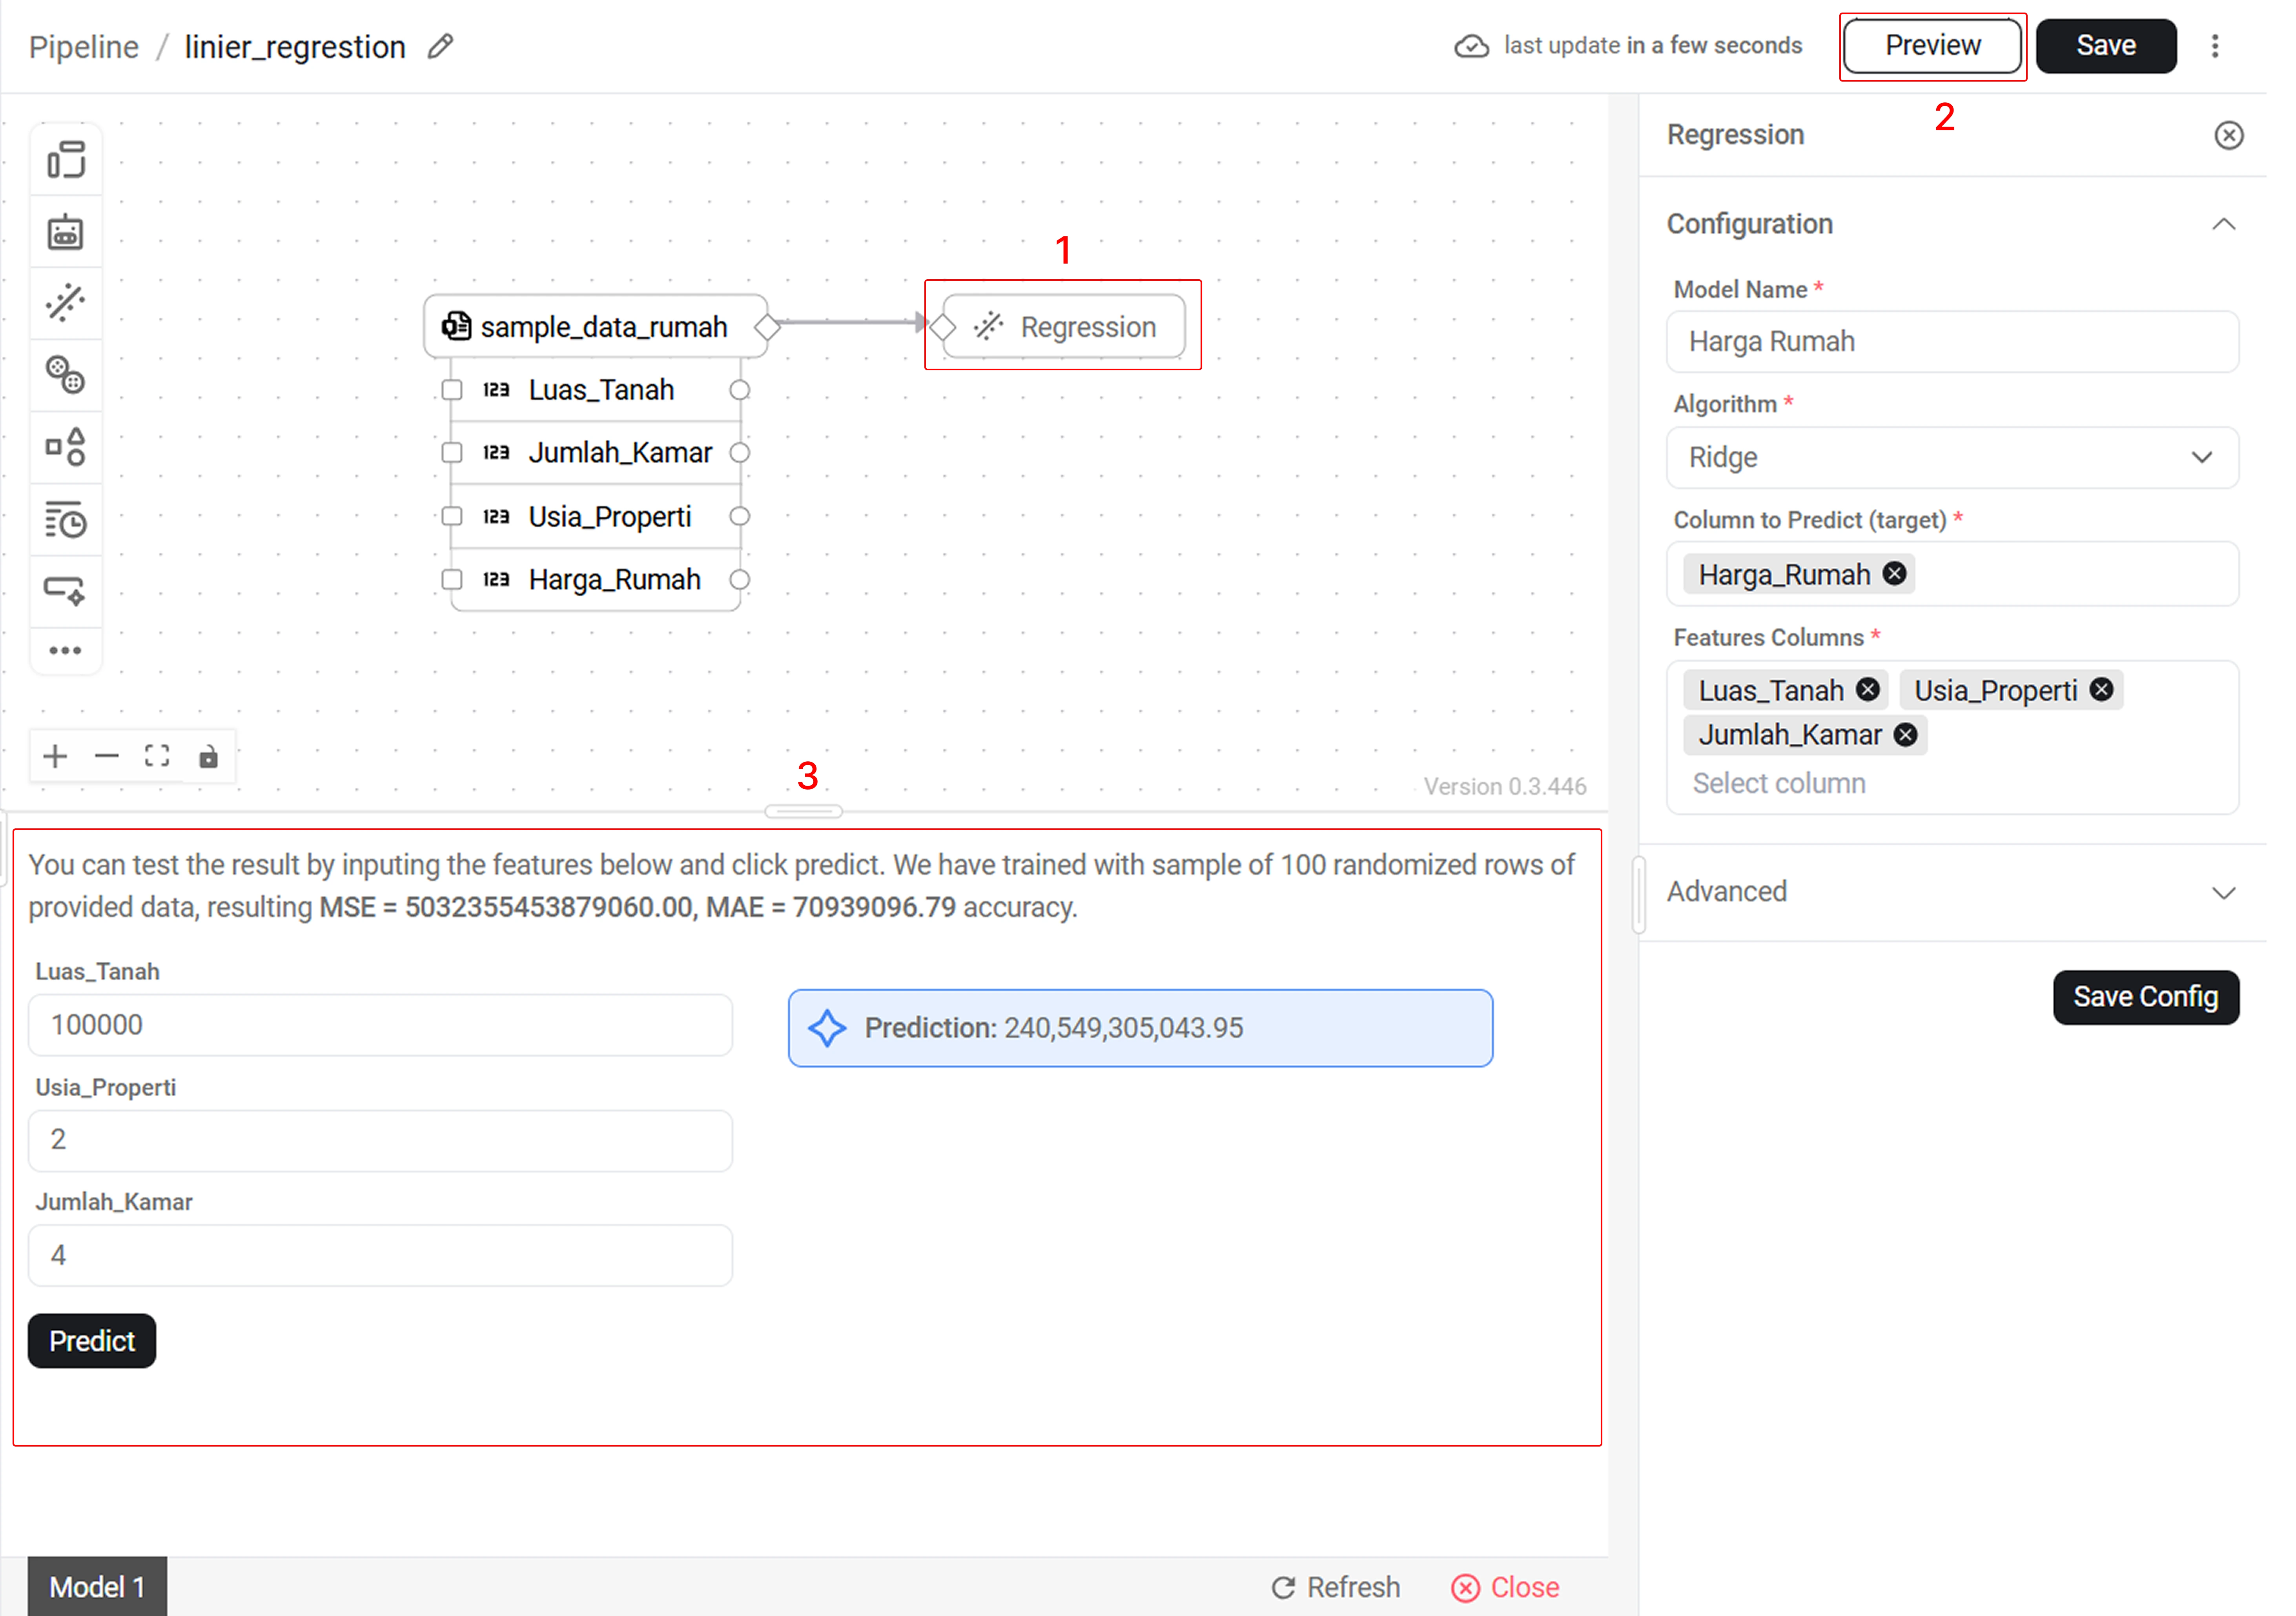 Pipeline / linier_regrestion
last update in a few seconds
Preview
Save
2
Regression
Configuration
Model Name *
Harga Rumah
Algorithm *
Ridge
Column to Predict (target) *
Harga_Rumah
Features Columns *
Luas_Tanah Usia_Properti
Jumlah_Kamar
Select column
Advanced
Save Config
1
sample_data_rumah
Regression
123 Luas_Tanah
123 Jumlah_Kamar
123 Usia_Properti
123 Harga_Rumah
3
Version 0.3.446
You can test the result by inputing the features below and click predict. We have trained with sample of 100 randomized rows of
provided data, resulting MSE = 5032355453879060.00, MAE = 70939096.79 accuracy.
Luas_Tanah
100000
Usia_Properti
2
Jumlah_Kamar
4
Predict
Prediction: 240,549,305,043.95
Model 1
Refresh
Close